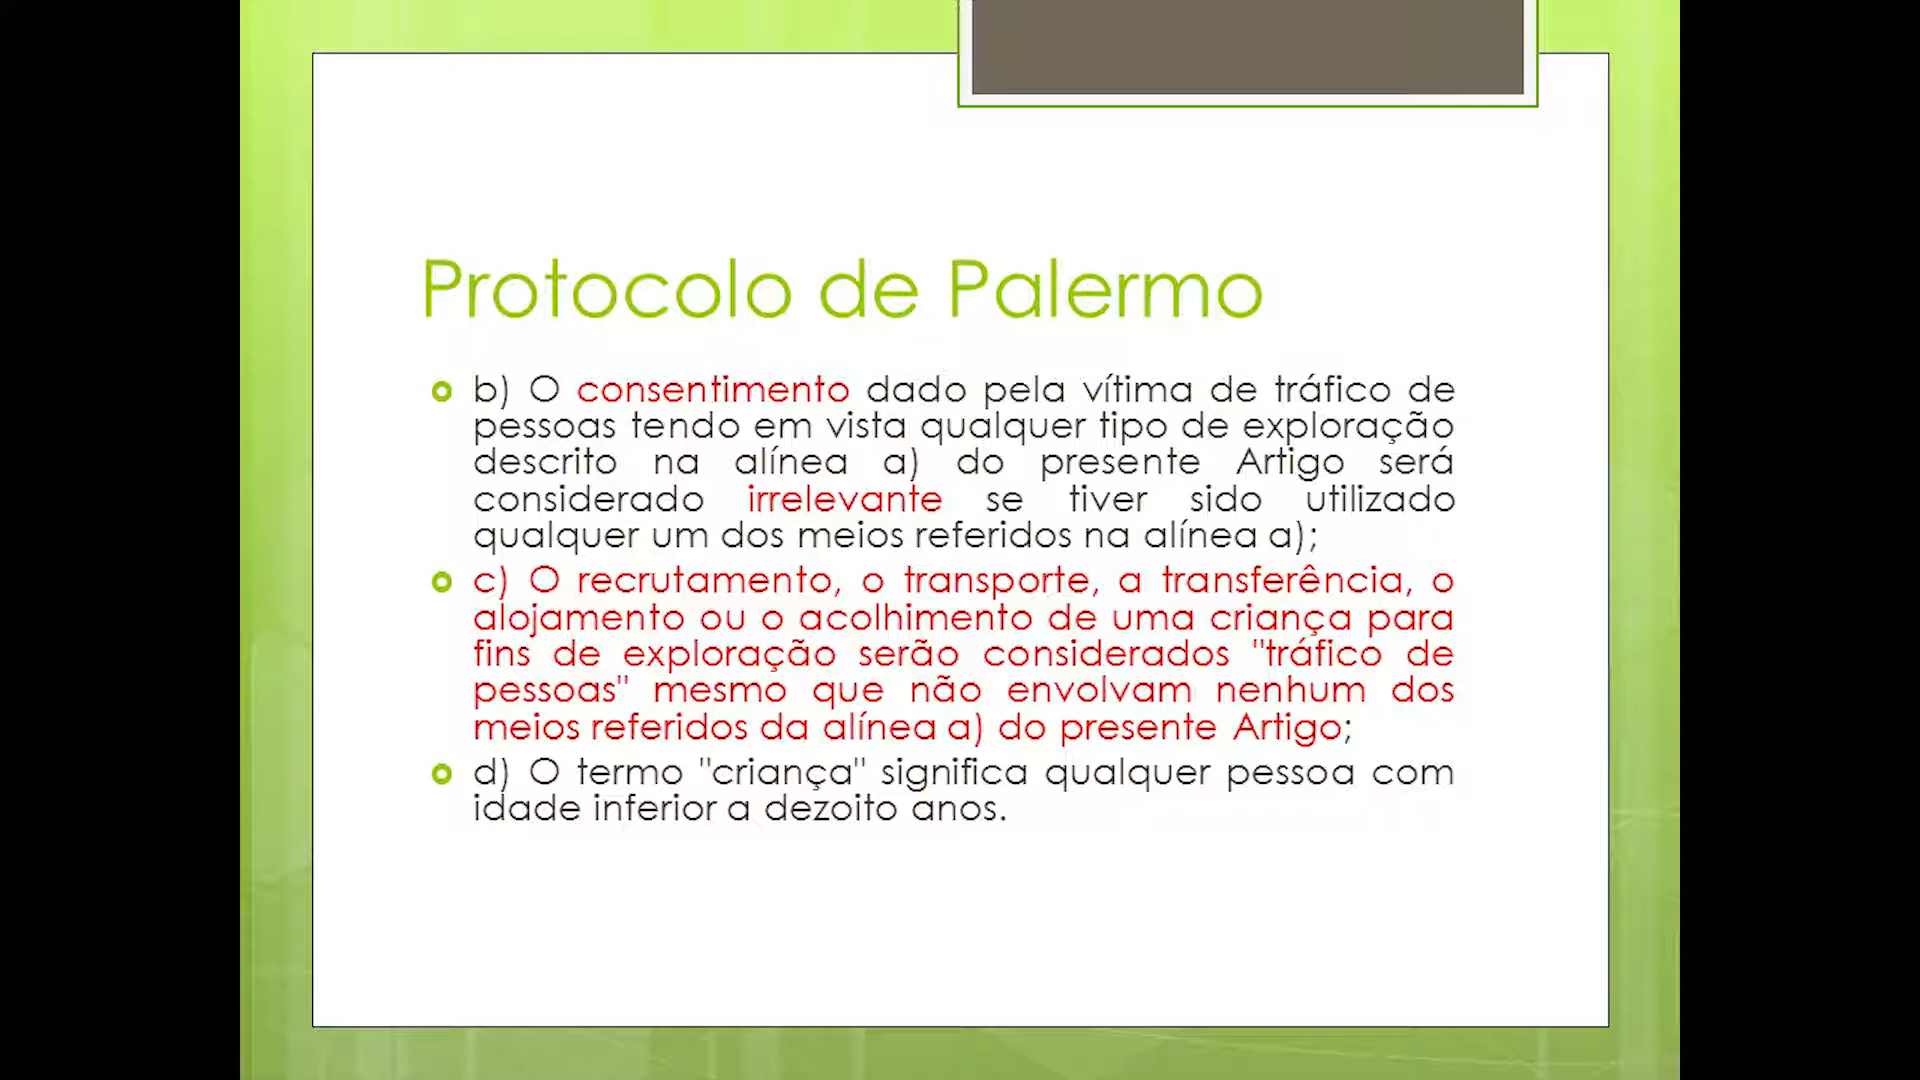 Protocolo de Palermo
b) O consentimento dado pela vítima de tráfico de
pessoas tendo em vista qualquer tipo de exploração
descrito na alínea a) do presente Artigo será
considerado irrelevante se tiver sido utilizado
qualquer um dos meios referidos na alínea a);
c) O recrutamento, o transporte, a transferência, o
alojamento ou o acolhimento de uma criança para
fins de exploração serão considerados "tráfico de
pessoas" mesmo que não envolvam nenhum dos
meios referidos da alínea a) do presente Artigo;
d) O termo "criança" significa qualquer pessoa com
idade inferior a dezoito anos.